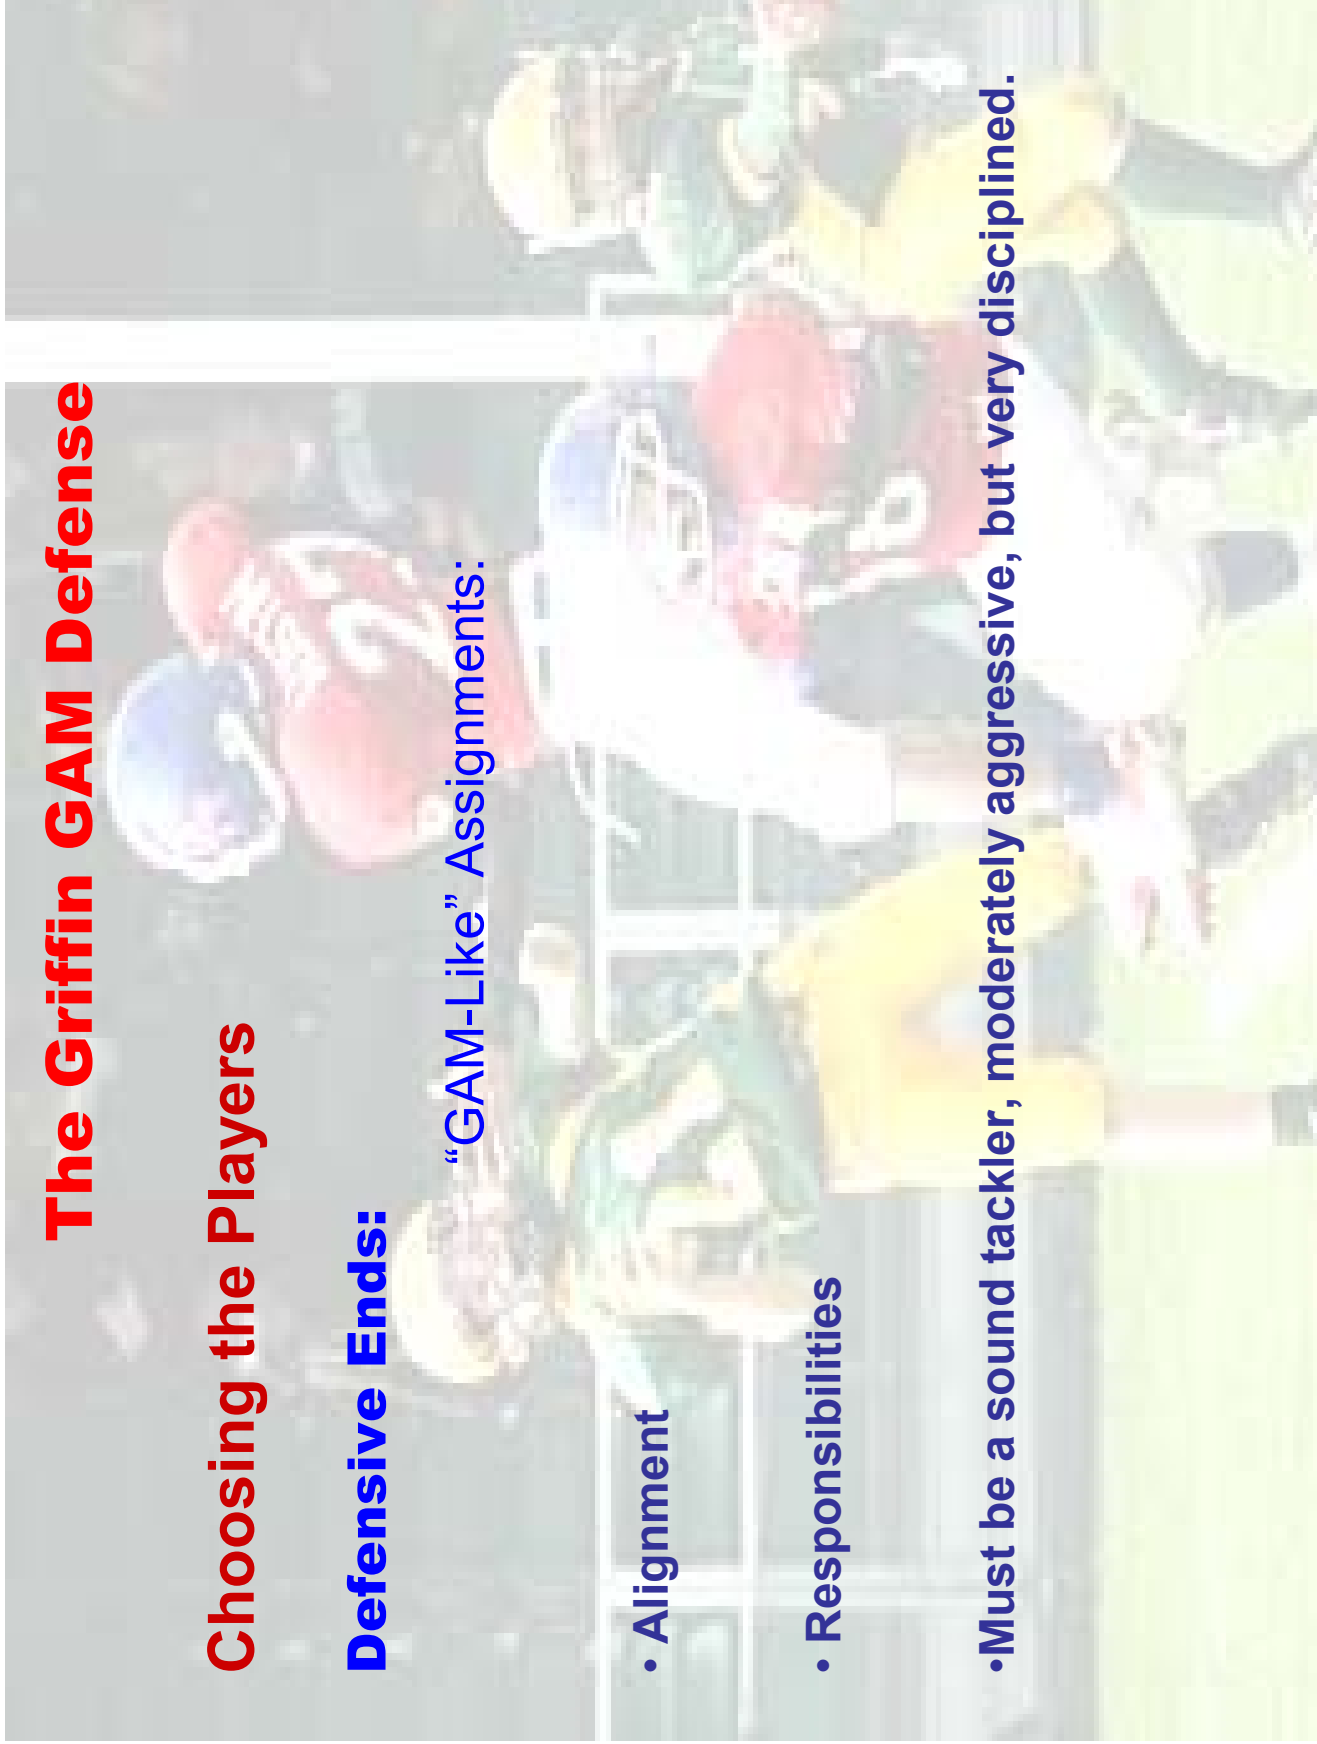 The Griffin GAM Defense
Choosing the Players
Defensive Ends:
“GAM-Like” Assignments:
• Alignment
• Responsibilities
•Must be a sound tackler, moderately aggressive, but very disciplined.